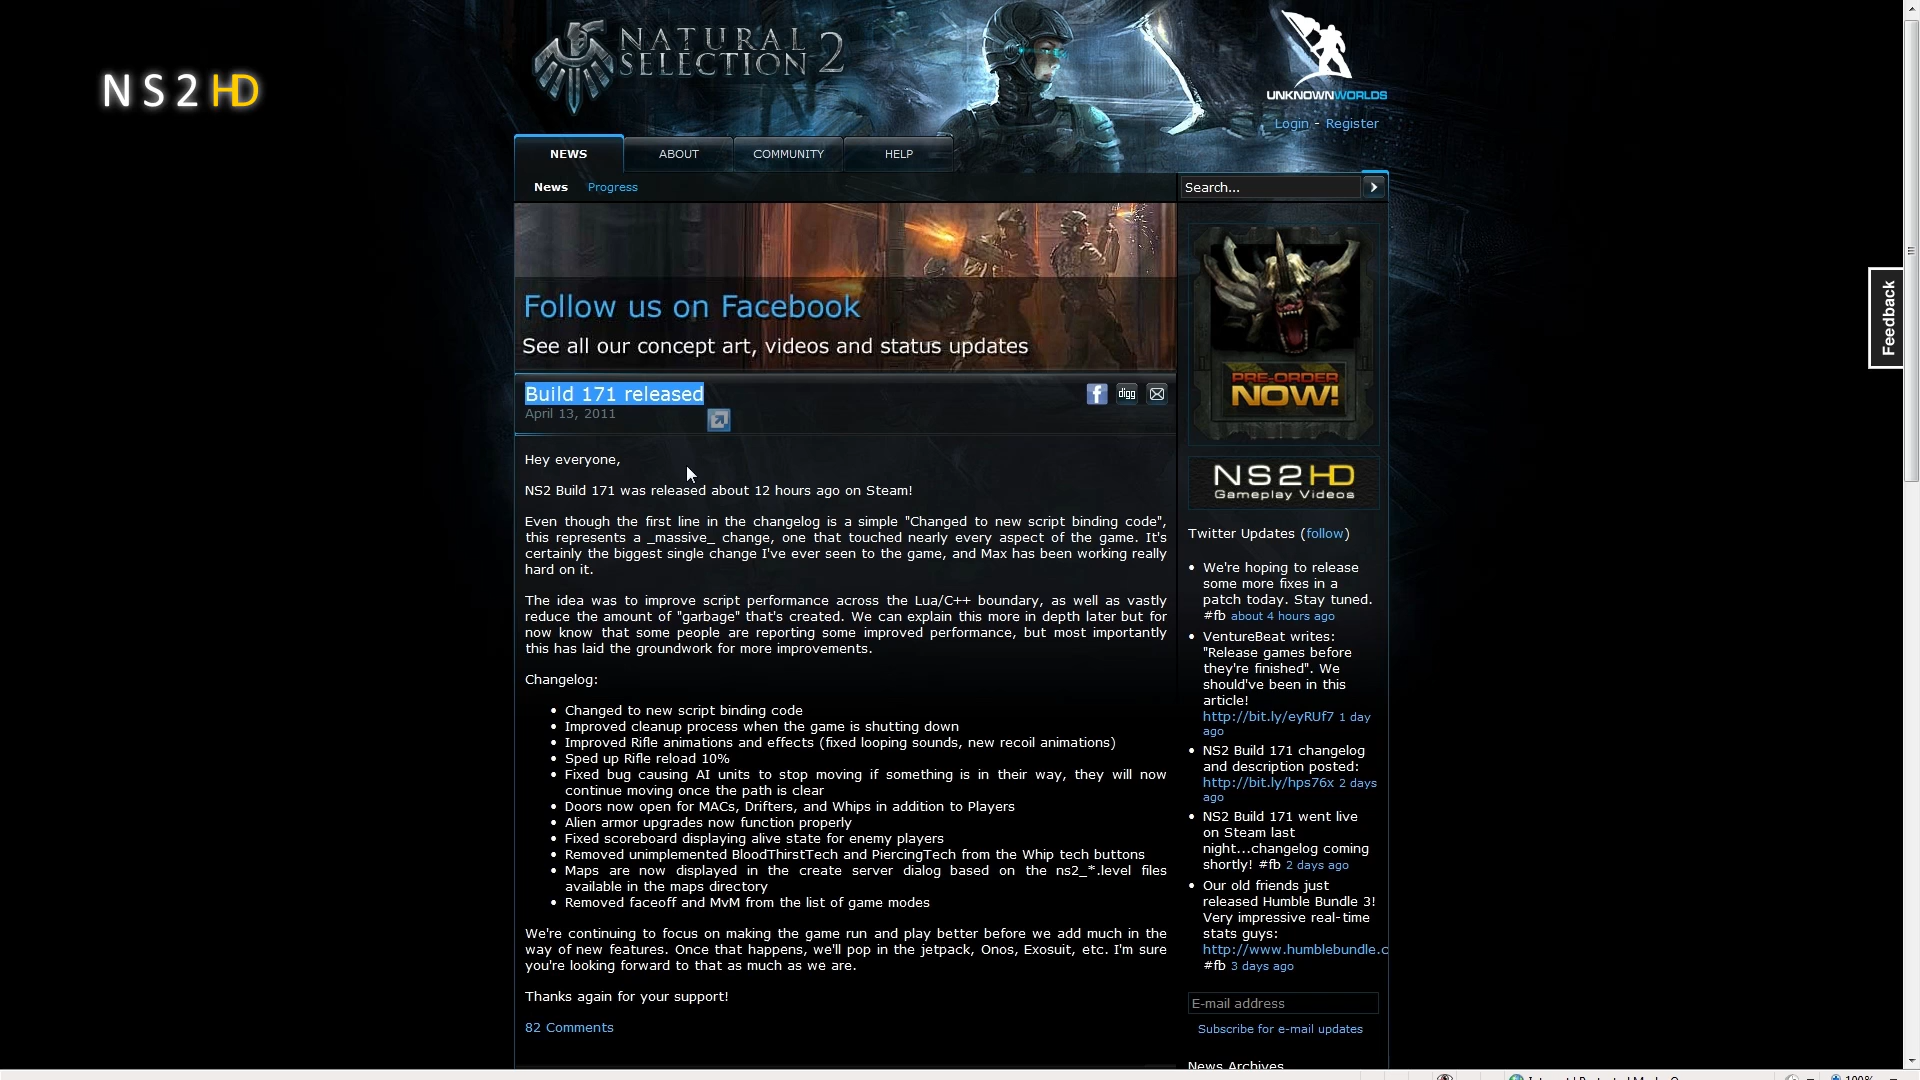 NATURAL
SELECTION 2
NS2HD
UNKNOWNWORLDS
Login - Register
NEWS
ABOUT
COMMUNITY
HELP
News
Progress
Search...
Follow us on Facebook
See all our concept art, videos and status updates
Build 171 released
digg
April 13, 2011
Hey everyone,
NS2 Build 171 was released about 12 hours ago on Steam!
Even though the first line in the changelog is a simple "Changed to new script binding code",
this represents a _massive_ change, one that touched nearly every aspect of the game. It's
certainly the biggest single change I've ever seen to the game, and Max has been working really
hard on it.
The idea was to improve script performance across the Lua/C++ boundary, as well as vastly
reduce the amount of "garbage" that's created. We can explain this more in depth later but for
now know that some people are reporting some improved performance, but most importantly
this has laid the groundwork for more improvements.
Changelog:
• Changed to new script binding code
• Improved cleanup process when the game is shutting down
• Improved Rifle animations and effects (fixed looping sounds, new recoil animations)
• Sped up Rifle reload 10%
• Fixed bug causing AI units to stop moving if something is in their way, they will now
continue moving once the path is clear
• Doors now open for MACs, Drifters, and Whips in addition to Players
• Alien armor upgrades now function properly
• Fixed scoreboard displaying alive state for enemy players
• Removed unimplemented BloodThirstTech and PiercingTech from the Whip tech buttons
• Maps are now displayed in the create server dialog based on the ns2_*.level files
available in the maps directory
• Removed faceoff and MvM from the list of game modes
We're continuing to focus on making the game run and play better before we add much in the
way of new features. Once that happens, we'll pop in the jetpack, Onos, Exosuit, etc. I'm sure
you're looking forward to that as much as we are.
Thanks again for your support!
82 Comments
PRE-ORDER
NOW!
NS2HD
Gameplay Videos
Twitter Updates (follow)
• We're hoping to release
some more fixes in a
patch today. Stay tuned.
#fb about 4 hours ago
• VentureBeat writes:
"Release games before
they're finished". We
should've been in this
article!
http://bit.ly/eyRUf7 1 day
ago
• NS2 Build 171 changelog
and description posted:
http://bit.ly/hps76x 2 days
ago
• NS2 Build 171 went live
on Steam last
night...changelog coming
shortly! #fb 2 days ago
• Our old friends just
released Humble Bundle 3!
Very impressive real-time
stats guys:
http://www.humblebundle.c
#fb 3 days ago
E-mail address
Subscribe for e-mail updates
News Archives
Feedback